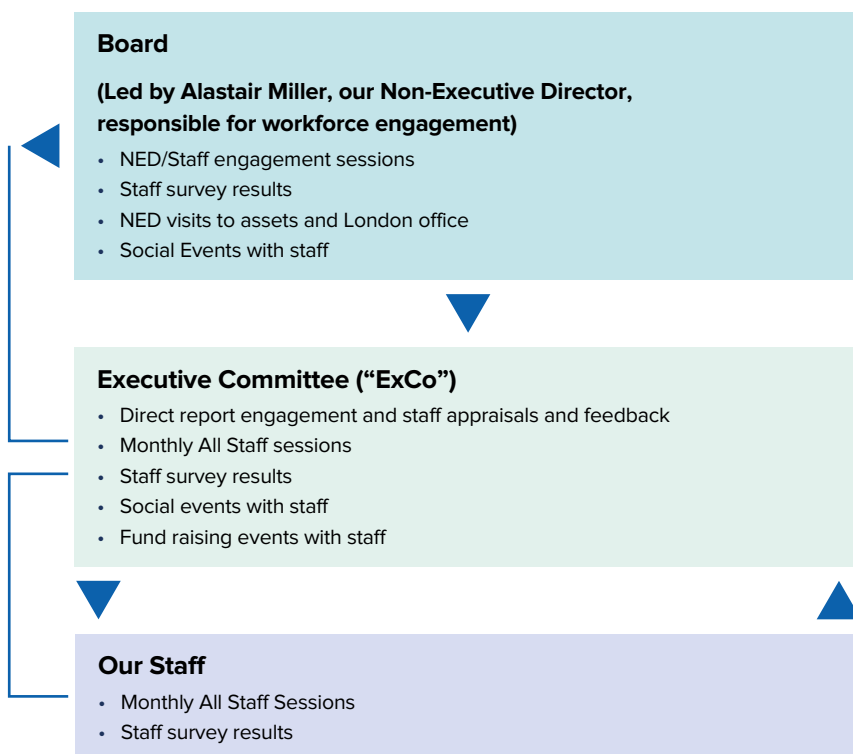 Board
(Led by Alastair Miller, our Non-Executive Director,
responsible for workforce engagement)
• NED/Staff engagement sessions
• Staff survey results
• NED visits to assets and London office
• Social Events with staff
Executive Committee (“ExCo”)
• Direct report engagement and staff appraisals and feedback
• Monthly All Staff sessions
• Staff survey results
• Social events with staff
• Fund raising events with staff
Our Staff
• Monthly All Staff Sessions
• Staff survey results